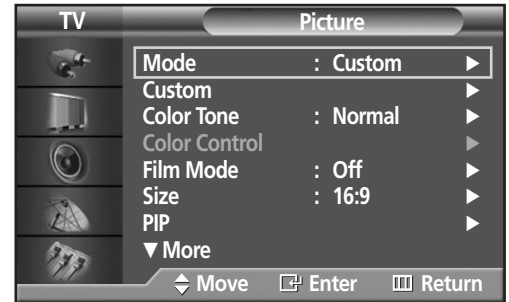 TV Picture
Mode : Custom ▶
Custom ▶
Color Tone : Normal ▶
Color Control ▶
Film Mode : Off ▶
Size : 16:9 ▶
PIP ▶
▼ More
Move Enter Return